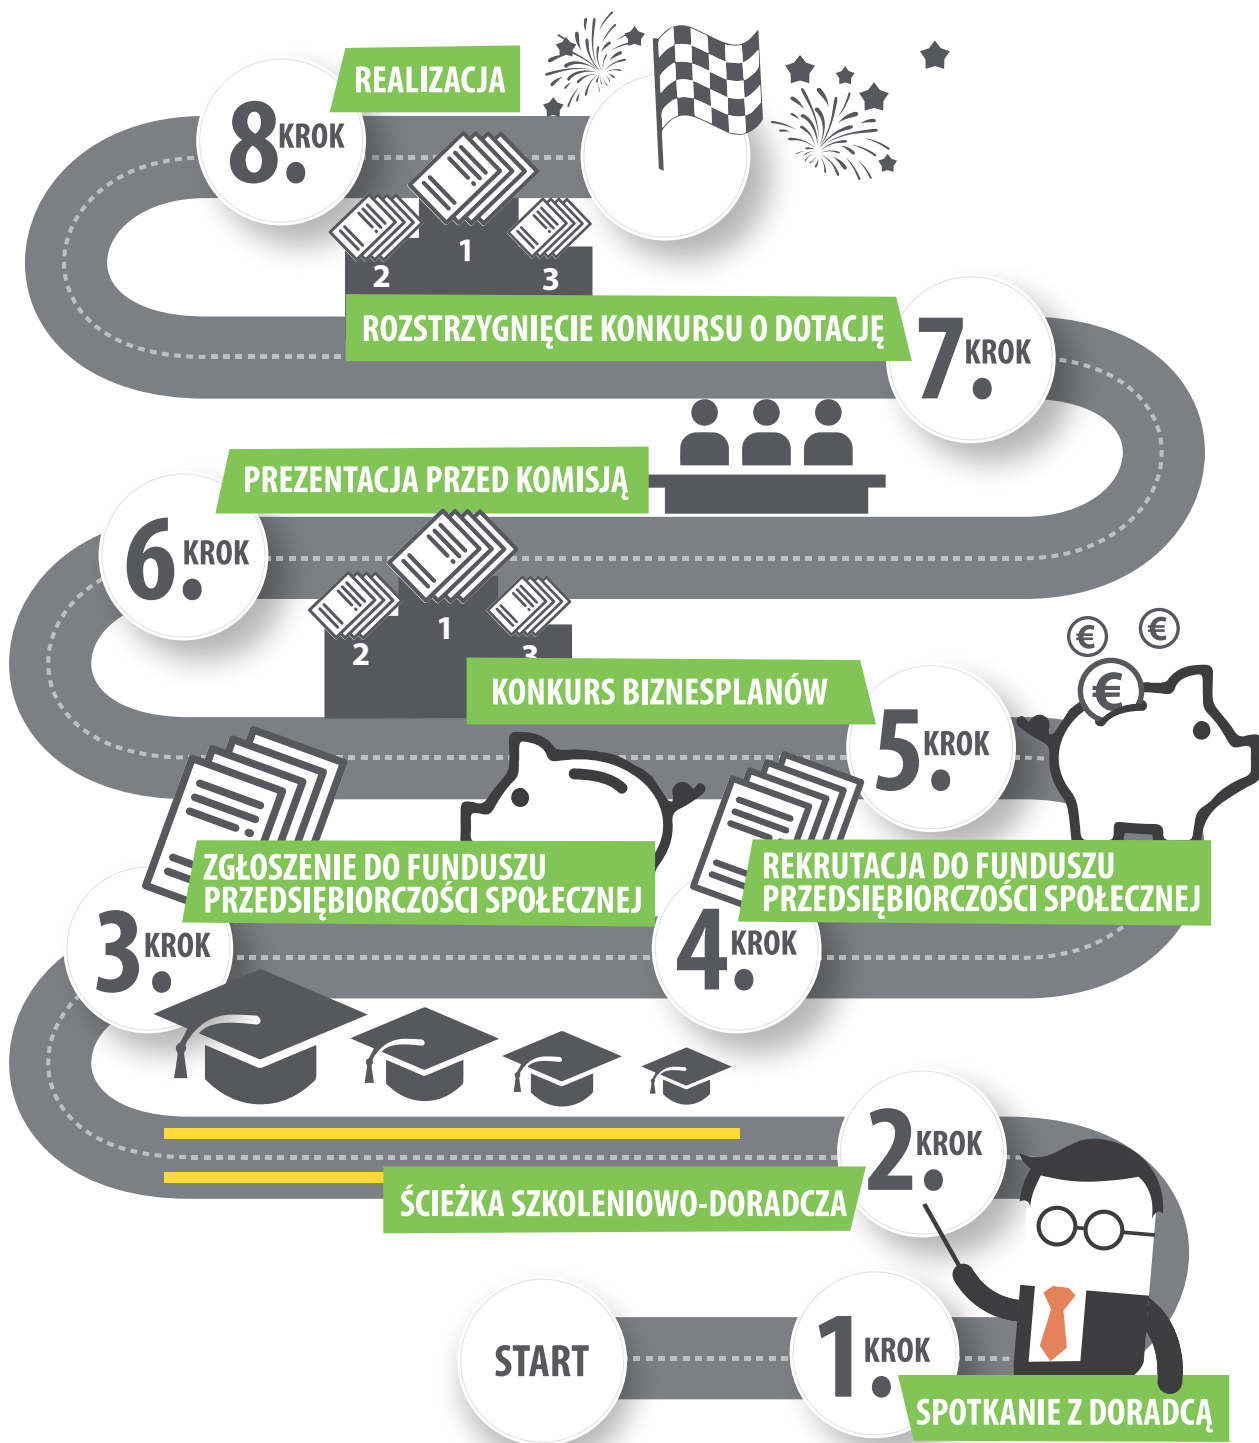 REALIZACJA
8. KROK
1
2
3
ROZSTRZYGNIĘCIE KONKURSU O DOTACJĘ
7. KROK
PREZENTACJA PRZED KOMISJĄ
6. KROK
1
2
3
KONKURS BIZNESPLANÓW
5. KROK
€
€
€
ZGŁOSZENIE DO FUNDUSZU
PRZEDSIĘBIORCZOŚCI SPOŁECZNEJ
3. KROK
REKRUTACJA DO FUNDUSZU
PRZEDSIĘBIORCZOŚCI SPOŁECZNEJ
4. KROK
2. KROK
ŚCIEŻKA SZKOLENIOWO-DORADCZA
START
1. KROK
SPOTKANIE Z DORADCĄ